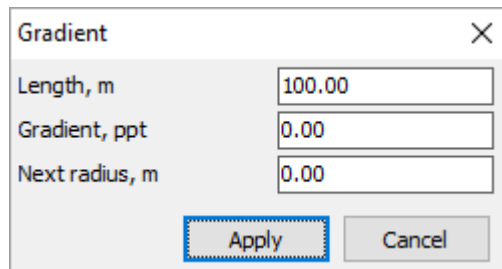 Gradient
Length, m 100.00
Gradient, ppt 0.00
Next radius, m 0.00
Apply Cancel